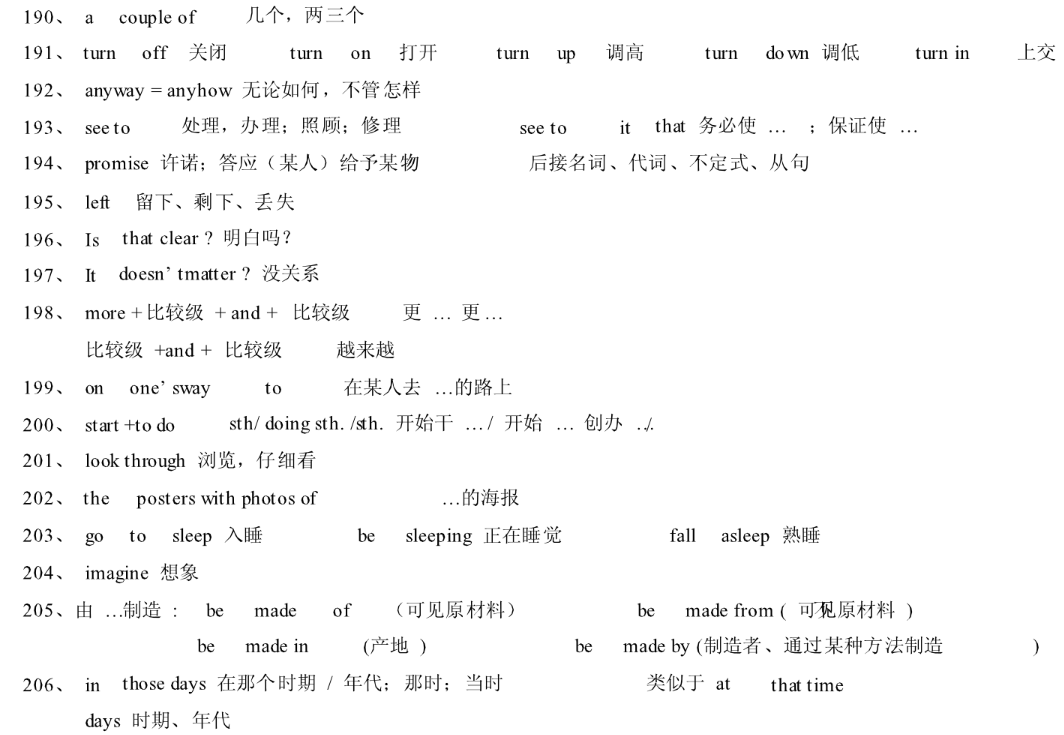 190、 a couple of 几个，两三个
191、 turn off 关闭 turn on 打开 turn up 调高 turn down 调低 turn in 上交
192、 anyway = anyhow 无论如何，不管怎样
193、 see to 处理，办理；照顾；修理 see to it that 务必使 … ；保证使 …
194、 promise 许诺；答应（某人）给予某物 后接名词、代词、不定式、从句
195、 left 留下、剩下、丢失
196、 Is that clear？明白吗？
197、 It doesn’ tmatter？没关系
198、 more + 比较级 + and + 比较级 更 … 更 …
比较级 +and + 比较级 越来越
199、 on one’ sway to 在某人去 …的路上
200、 start +to do sth/ doing sth. /sth. 开始干 … / 开始 … 创办 …/.
201、 look through 浏览，仔细看
202、 the posters with photos of …的海报
203、 go to sleep 入睡 be sleeping 正在睡觉 fall asleep 熟睡
204、 imagine 想象
205、由 …制造 : be made of （可见原材料） be made from ( 可不见原材料 )
be made in (产地 ) be made by (制造者、通过某种方法制造 )
206、 in those days 在那个时期 / 年代；那时；当时 类似于 at that time
days 时期、年代